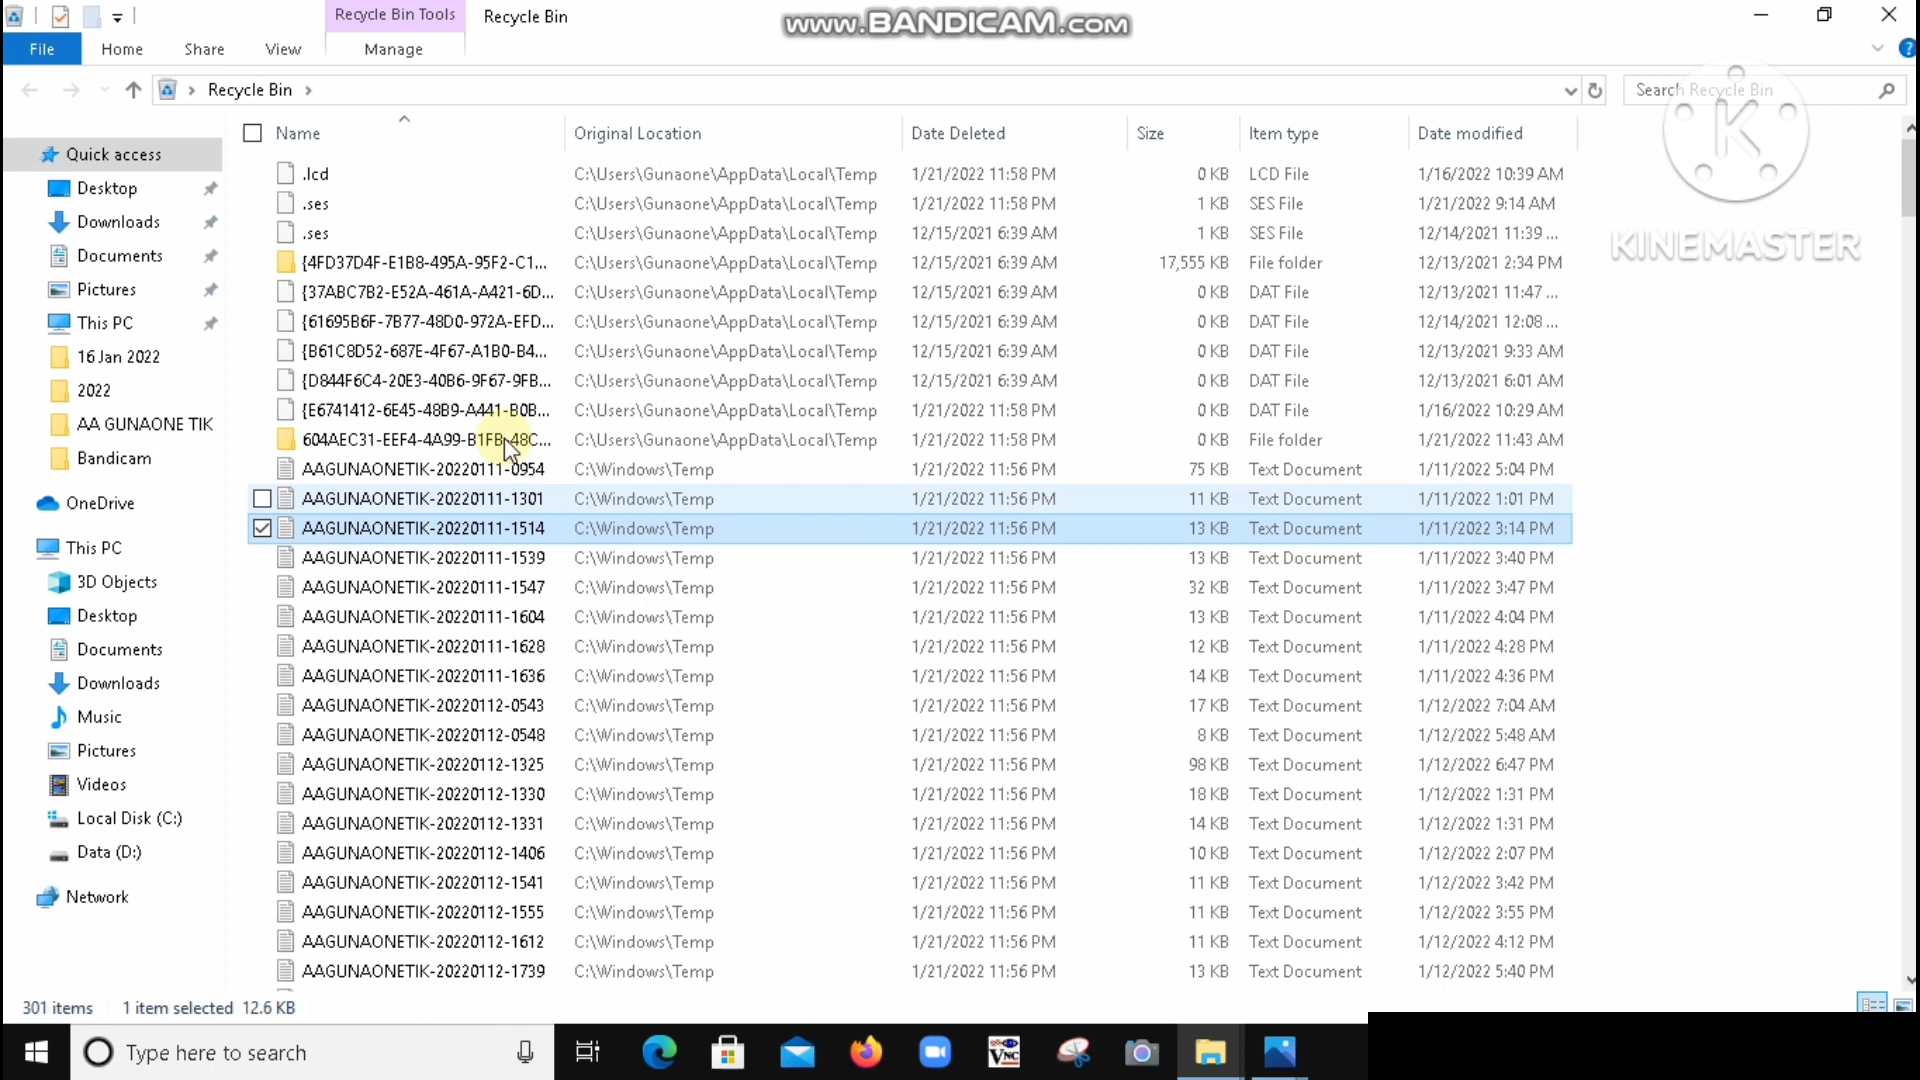 Recycle Bin Tools Recycle Bin www.BANDICAM.com
File Home Share View Manage
Recycle Bin Search Recycle Bin
K
KINEMASTER
Name Original Location Date Deleted Size Item type Date modified
.lcd C:\Users\Gunaone\AppData\Local\Temp 1/21/2022 11:58 PM 0 KB LCD File 1/16/2022 10:39 AM
.ses C:\Users\Gunaone\AppData\Local\Temp 1/21/2022 11:58 PM 1 KB SES File 1/21/2022 9:14 AM
.ses C:\Users\Gunaone\AppData\Local\Temp 12/15/2021 6:39 AM 1 KB SES File 12/14/2021 11:39 ...
{4FD37D4F-E1B8-495A-95F2-C1... C:\Users\Gunaone\AppData\Local\Temp 12/15/2021 6:39 AM 17,555 KB File folder 12/13/2021 2:34 PM
{37ABC7B2-E52A-461A-A421-6D... C:\Users\Gunaone\AppData\Local\Temp 12/15/2021 6:39 AM 0 KB DAT File 12/13/2021 11:47 ...
{61695B6F-7B77-48D0-972A-EFD... C:\Users\Gunaone\AppData\Local\Temp 12/15/2021 6:39 AM 0 KB DAT File 12/14/2021 12:08 ...
{B61C8D52-687E-4F67-A1B0-B4... C:\Users\Gunaone\AppData\Local\Temp 12/15/2021 6:39 AM 0 KB DAT File 12/13/2021 9:33 AM
{D844F6C4-20E3-40B6-9F67-9FB... C:\Users\Gunaone\AppData\Local\Temp 12/15/2021 6:39 AM 0 KB DAT File 12/13/2021 6:01 AM
{E6741412-6E45-48B9-A441-B0B... C:\Users\Gunaone\AppData\Local\Temp 1/21/2022 11:58 PM 0 KB DAT File 1/16/2022 10:29 AM
604AEC31-EEF4-4A99-B1FB-48C... C:\Users\Gunaone\AppData\Local\Temp 1/21/2022 11:58 PM 0 KB File folder 1/21/2022 11:43 AM
AAGUNAONETIK-20220111-0954 C:\Windows\Temp 1/21/2022 11:56 PM 75 KB Text Document 1/11/2022 5:04 PM
AAGUNAONETIK-20220111-1301 C:\Windows\Temp 1/21/2022 11:56 PM 11 KB Text Document 1/11/2022 1:01 PM
AAGUNAONETIK-20220111-1514 C:\Windows\Temp 1/21/2022 11:56 PM 13 KB Text Document 1/11/2022 3:14 PM
AAGUNAONETIK-20220111-1539 C:\Windows\Temp 1/21/2022 11:56 PM 13 KB Text Document 1/11/2022 3:40 PM
AAGUNAONETIK-20220111-1547 C:\Windows\Temp 1/21/2022 11:56 PM 32 KB Text Document 1/11/2022 3:47 PM
AAGUNAONETIK-20220111-1604 C:\Windows\Temp 1/21/2022 11:56 PM 13 KB Text Document 1/11/2022 4:04 PM
AAGUNAONETIK-20220111-1628 C:\Windows\Temp 1/21/2022 11:56 PM 12 KB Text Document 1/11/2022 4:28 PM
AAGUNAONETIK-20220111-1636 C:\Windows\Temp 1/21/2022 11:56 PM 14 KB Text Document 1/11/2022 4:36 PM
AAGUNAONETIK-20220112-0543 C:\Windows\Temp 1/21/2022 11:56 PM 17 KB Text Document 1/12/2022 7:04 AM
AAGUNAONETIK-20220112-0548 C:\Windows\Temp 1/21/2022 11:56 PM 8 KB Text Document 1/12/2022 5:48 AM
AAGUNAONETIK-20220112-1325 C:\Windows\Temp 1/21/2022 11:56 PM 98 KB Text Document 1/12/2022 6:47 PM
AAGUNAONETIK-20220112-1330 C:\Windows\Temp 1/21/2022 11:56 PM 18 KB Text Document 1/12/2022 1:31 PM
AAGUNAONETIK-20220112-1331 C:\Windows\Temp 1/21/2022 11:56 PM 14 KB Text Document 1/12/2022 1:31 PM
AAGUNAONETIK-20220112-1406 C:\Windows\Temp 1/21/2022 11:56 PM 10 KB Text Document 1/12/2022 2:07 PM
AAGUNAONETIK-20220112-1541 C:\Windows\Temp 1/21/2022 11:56 PM 11 KB Text Document 1/12/2022 3:42 PM
AAGUNAONETIK-20220112-1555 C:\Windows\Temp 1/21/2022 11:56 PM 11 KB Text Document 1/12/2022 3:55 PM
AAGUNAONETIK-20220112-1612 C:\Windows\Temp 1/21/2022 11:56 PM 11 KB Text Document 1/12/2022 4:12 PM
AAGUNAONETIK-20220112-1739 C:\Windows\Temp 1/21/2022 11:56 PM 13 KB Text Document 1/12/2022 5:40 PM
Quick access
Desktop
Downloads
Documents
Pictures
This PC
16 Jan 2022
2022
AA GUNAONE TIK
Bandicam
OneDrive
This PC
3D Objects
Desktop
Documents
Downloads
Music
Pictures
Videos
Local Disk (C:)
Data (D:)
Network
301 items 1 item selected 12.6 KB
Type here to search
VNC